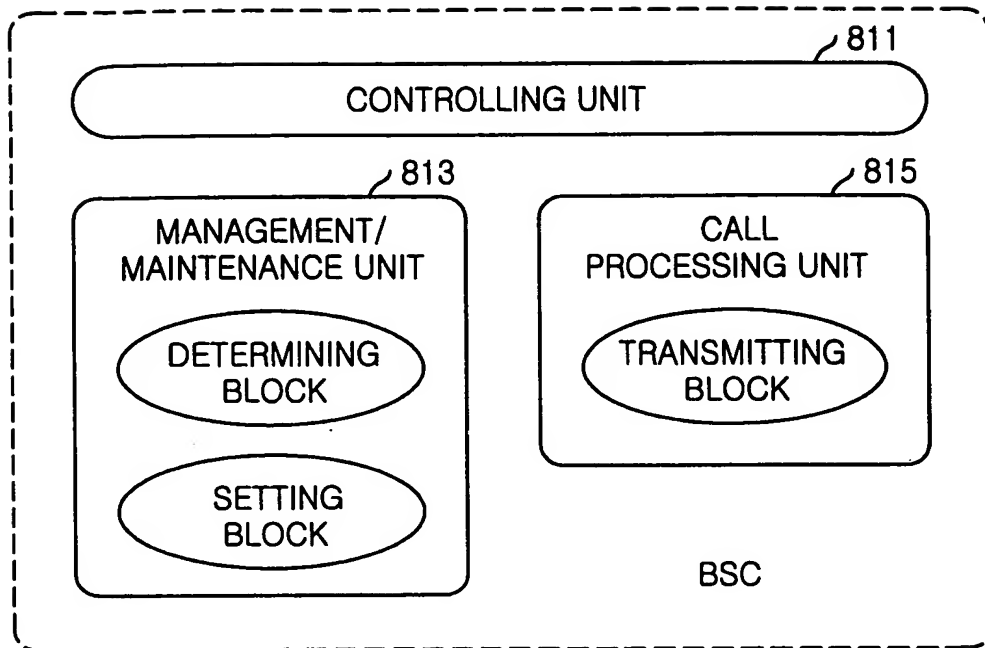 811
CONTROLLING UNIT
813
MANAGEMENT/
MAINTENANCE UNIT
DETERMINING
BLOCK
SETTING
BLOCK
815
CALL
PROCESSING UNIT
TRANSMITTING
BLOCK
BSC